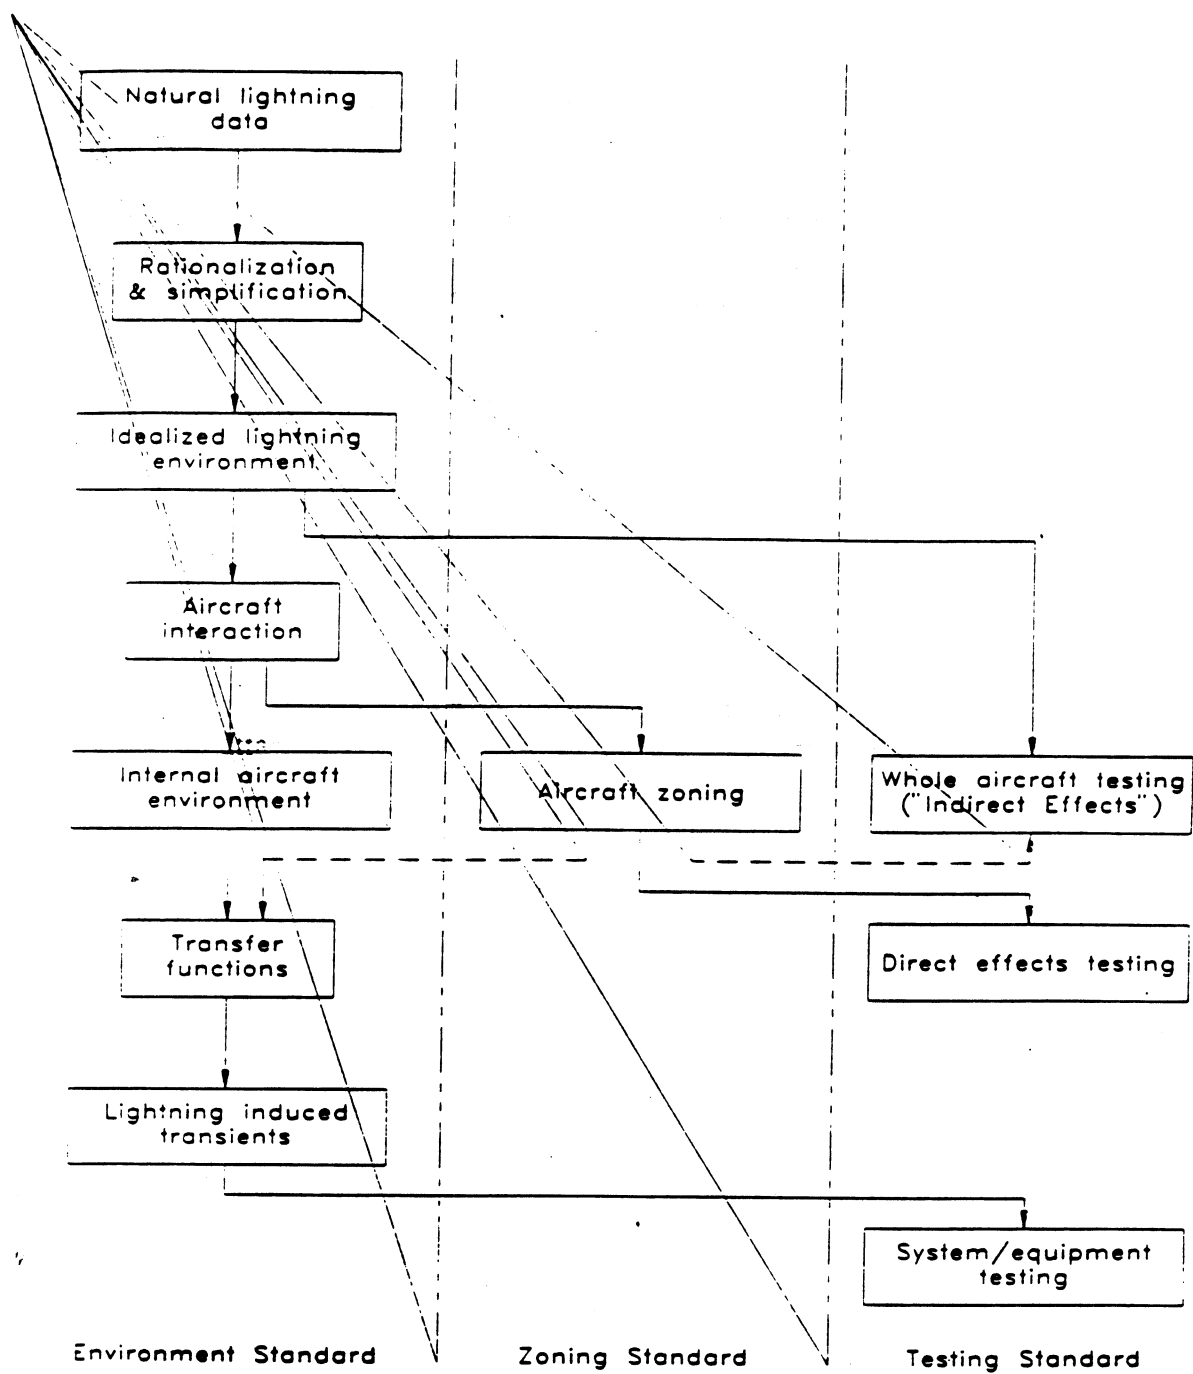 Natural lightning
data
Rationalization
& simplification
Idealized lightning
environment
Aircraft
interaction
Internal aircraft
environment
Aircraft zoning
Whole aircraft testing
("Indirect Effects")
Transfer
functions
Direct effects testing
Lightning induced
transients
System/equipment
testing
Environment Standard
Zoning Standard
Testing Standard